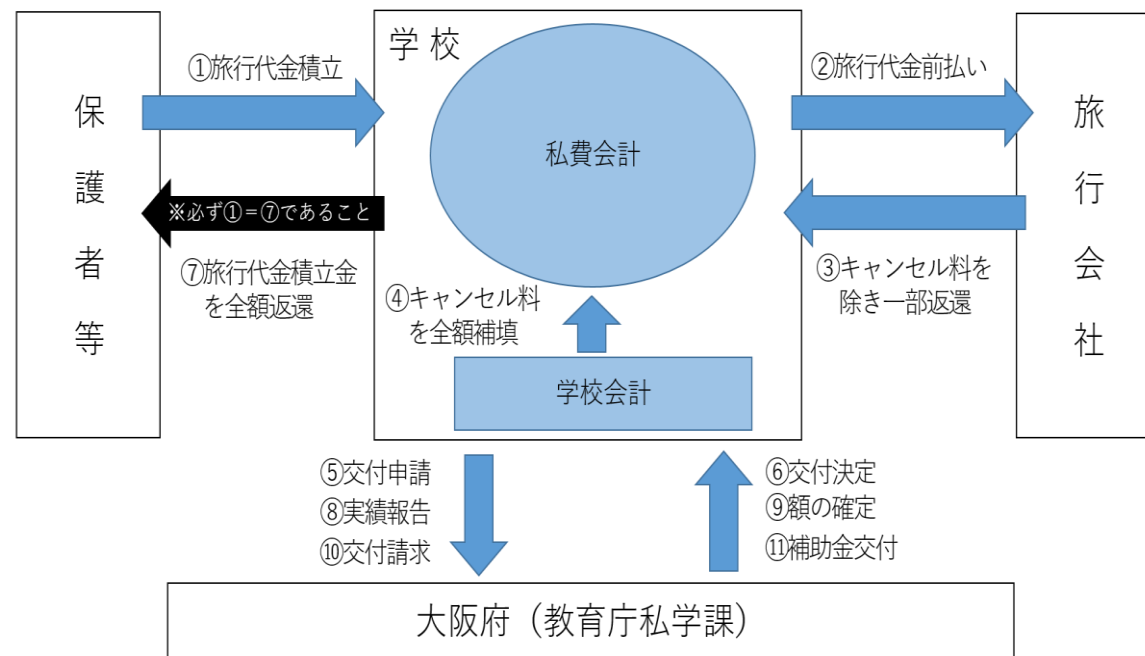 学校
①旅行代金積立
②旅行代金前払い
保護者等
私費会計
旅行会社
※必ず①＝⑦であること
⑦旅行代金積立金
を全額返還
④キャンセル料
を全額補填
③キャンセル料を
除き一部返還
学校会計
⑤交付申請
⑧実績報告
⑩交付請求
⑥交付決定
⑨額の確定
⑪補助金交付
大阪府（教育庁私学課）